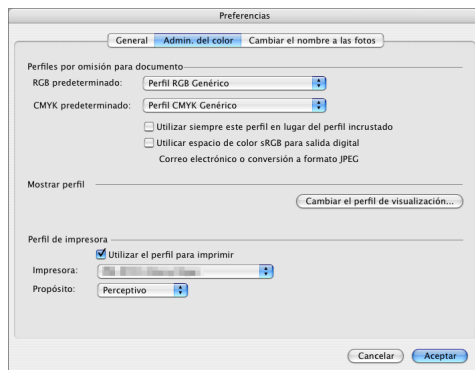 Preferencias
General Admin. del color Cambiar el nombre a las fotos
Perfiles por omisión para documento
RGB predeterminado: Perfil RGB Genérico
CMYK predeterminado: Perfil CMYK Genérico
Utilizar siempre este perfil en lugar del perfil incrustado
Utilicar espacio de color sRGB para salida digital
Correo electrónico o conversión a formato JPEG
Mostrar perfil
Cambiar el perfil de visualización...
Perfil de impresora
Utilizar el perfil para imprimir
Impresora:
Propósito: Perceptivo
Cancelar Aceptar